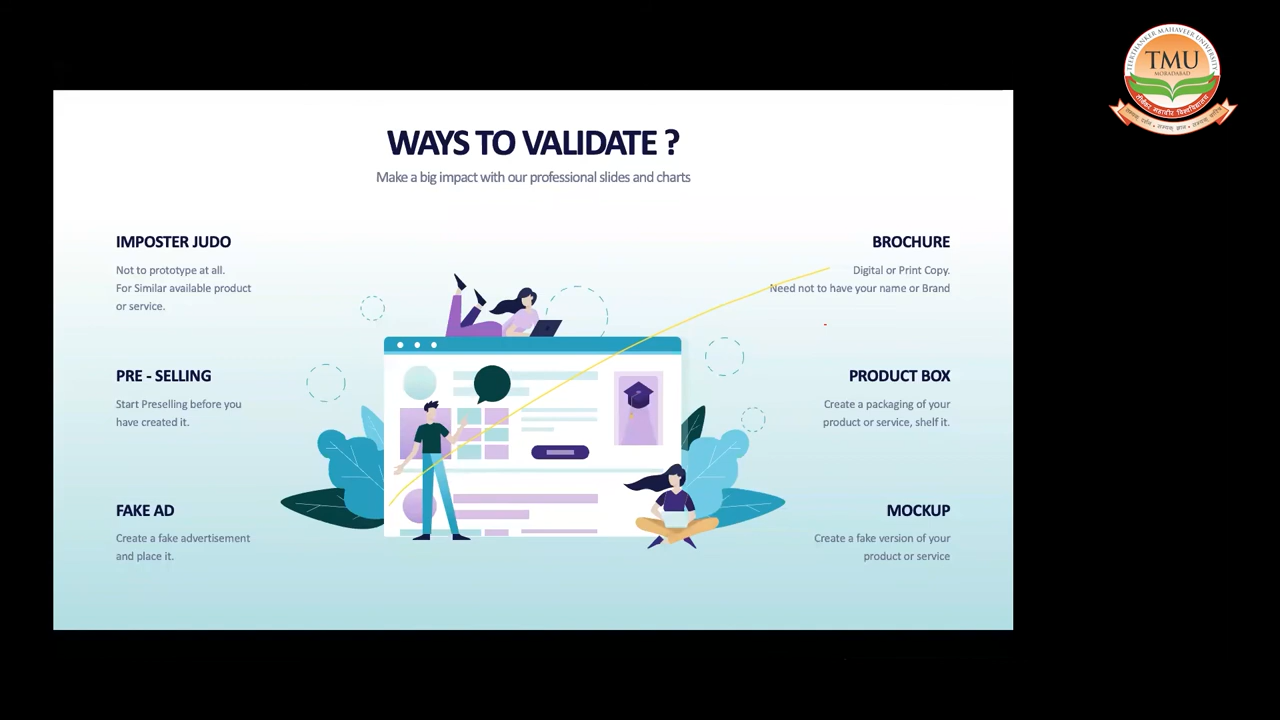 WAYS TO VALIDATE ?
Make a big impact with our professional slides and charts
IMPOSTER JUDO
Not to prototype at all.
For Similar available product
or service.
PRE - SELLING
Start Preselling before you
have created it.
FAKE AD
Create a fake advertisement
and place it.
BROCHURE
Digital or Print Copy.
Need not to have your name or Brand
PRODUCT BOX
Create a packaging of your
product or service, shelf it.
MOCKUP
Create a fake version of your
product or service
TEERTHANKER MAHAVEER UNIVERSITY
TMU
MORADABAD